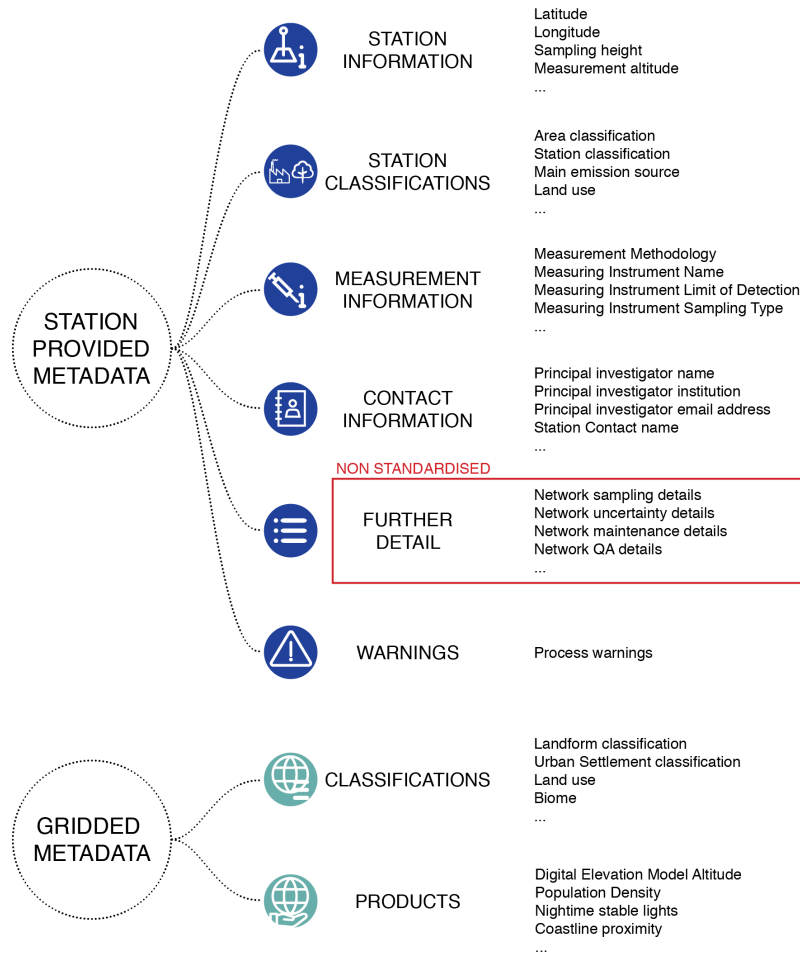 STATION
PROVIDED
METADATA
STATION
INFORMATION
Latitude
Longitude
Sampling height
Measurement altitude
...
STATION
CLASSIFICATIONS
Area classification
Station classification
Main emission source
Land use
...
MEASUREMENT
INFORMATION
Measurement Methodology
Measuring Instrument Name
Measuring Instrument Limit of Detection
Measuring Instrument Sampling Type
...
CONTACT
INFORMATION
Principal investigator name
Principal investigator institution
Principal investigator email address
Station Contact name
...
NON STANDARDISED
FURTHER
DETAIL
Network sampling details
Network uncertainty details
Network maintenance details
Network QA details
...
WARNINGS
Process warnings
GRIDDED
METADATA
CLASSIFICATIONS
Landform classification
Urban Settlement classification
Land use
Biome
...
PRODUCTS
Digital Elevation Model Altitude
Population Density
Nightime stable lights
Coastline proximity
...